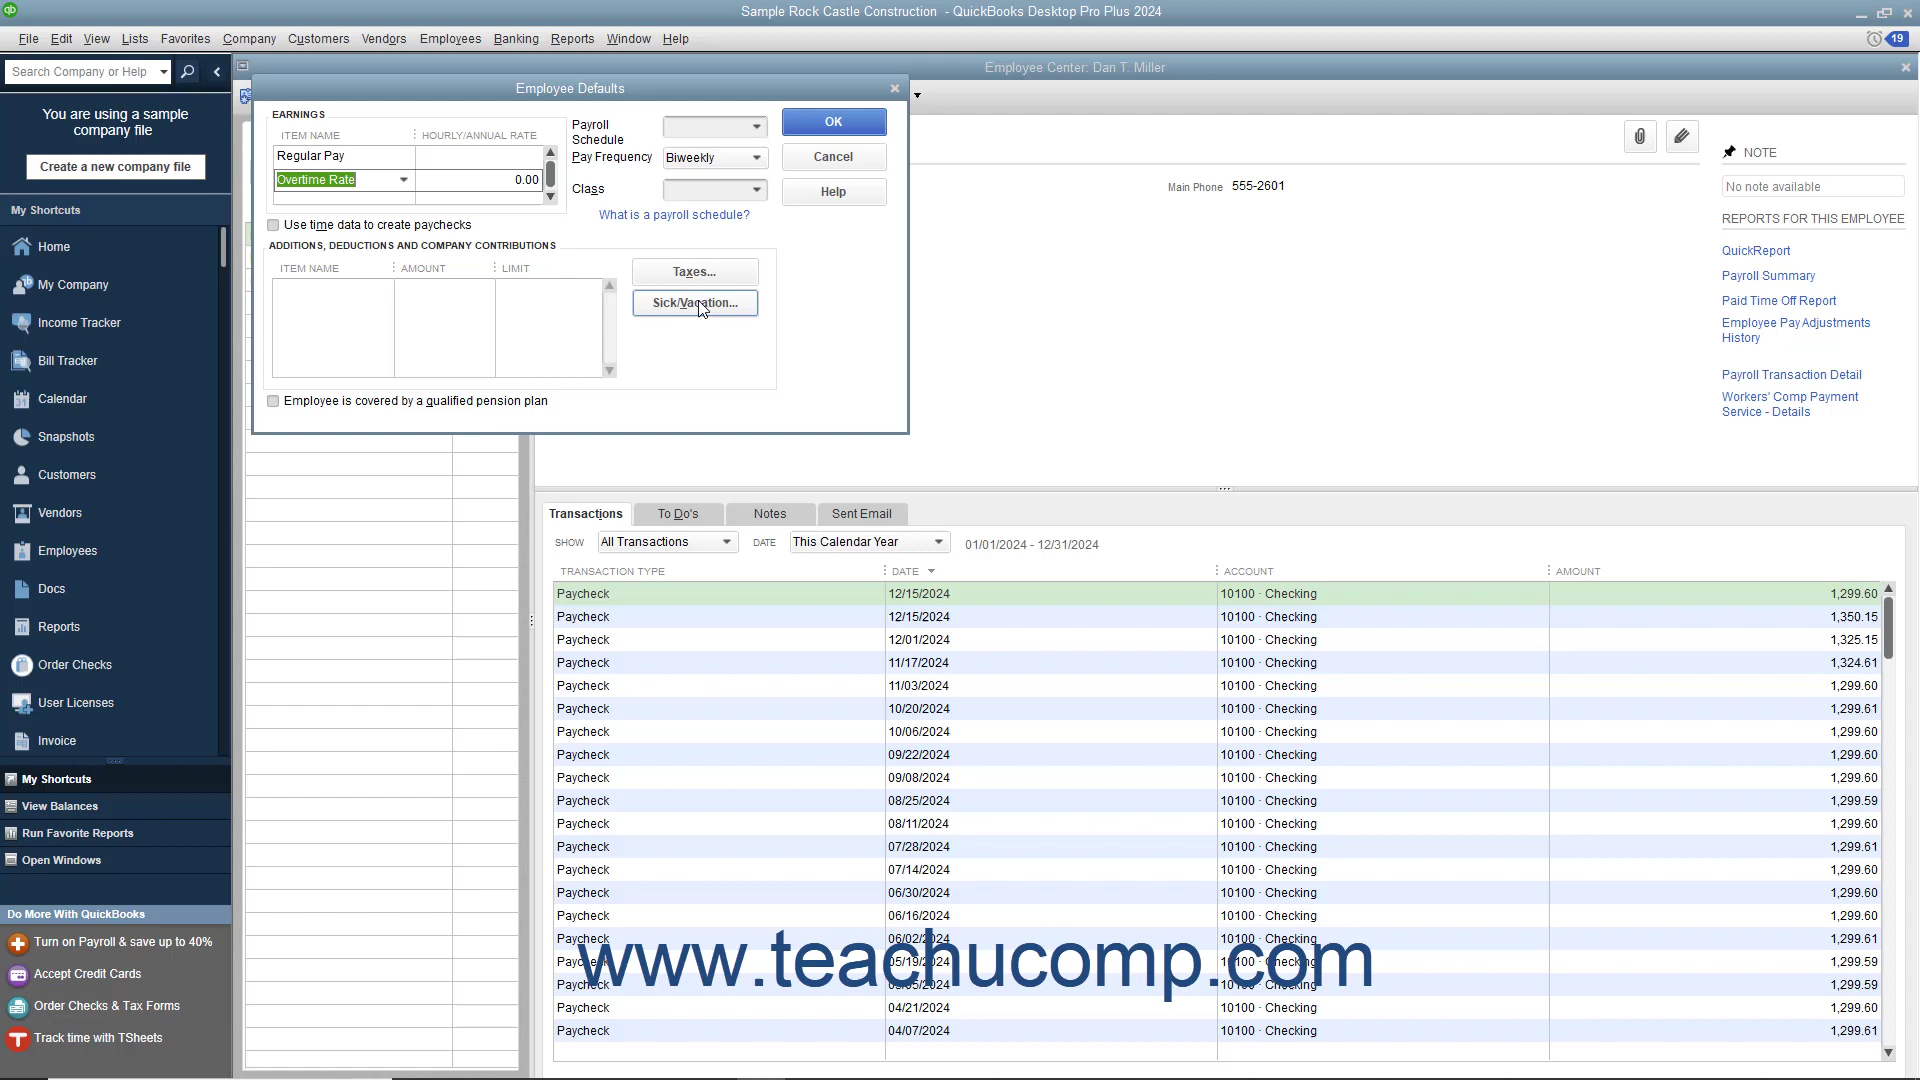 Sample Rock Castle Construction - QuickBooks Desktop Pro Plus 2024
File Edit View Lists Favorites Company Customers Vendors Employees Banking Reports Window Help
19
Search Company or Help
Employee Center: Dan T. Miller
You are using a sample
company file
Create a new company file
My Shortcuts
Home
My Company
Income Tracker
Bill Tracker
Calendar
Snapshots
Customers
Vendors
Employees
Docs
Reports
Order Checks
User Licenses
Invoice
My Shortcuts
View Balances
Run Favorite Reports
Open Windows
Do More With QuickBooks
Turn on Payroll & save up to 40%
Accept Credit Cards
Order Checks & Tax Forms
Track time with TSheets
Employee Defaults
EARNINGS
ITEM NAME HOURLY/ANNUAL RATE
Regular Pay
Overtime Rate 0.00
Use time data to create paychecks
Payroll
Schedule
Pay Frequency Biweekly
Class
What is a payroll schedule?
OK
Cancel
Help
ADDITIONS, DEDUCTIONS AND COMPANY CONTRIBUTIONS
ITEM NAME AMOUNT LIMIT
Taxes...
Sick/Vacation...
Employee is covered by a qualified pension plan
Main Phone 555-2601
NOTE
No note available
REPORTS FOR THIS EMPLOYEE
QuickReport
Payroll Summary
Paid Time Off Report
Employee Pay Adjustments
History
Payroll Transaction Detail
Workers' Comp Payment
Service - Details
Transactions To Do's Notes Sent Email
SHOW All Transactions DATE This Calendar Year 01/01/2024 - 12/31/2024
TRANSACTION TYPE DATE ACCOUNT AMOUNT
Paycheck 12/15/2024 10100 · Checking 1,299.60
Paycheck 12/15/2024 10100 · Checking 1,350.15
Paycheck 12/01/2024 10100 · Checking 1,325.15
Paycheck 11/17/2024 10100 · Checking 1,324.61
Paycheck 11/03/2024 10100 · Checking 1,299.60
Paycheck 10/20/2024 10100 · Checking 1,299.61
Paycheck 10/06/2024 10100 · Checking 1,299.60
Paycheck 09/22/2024 10100 · Checking 1,299.60
Paycheck 09/08/2024 10100 · Checking 1,299.60
Paycheck 08/25/2024 10100 · Checking 1,299.59
Paycheck 08/11/2024 10100 · Checking 1,299.60
Paycheck 07/28/2024 10100 · Checking 1,299.61
Paycheck 07/14/2024 10100 · Checking 1,299.60
Paycheck 06/30/2024 10100 · Checking 1,299.60
Paycheck 06/16/2024 10100 · Checking 1,299.60
Paycheck 06/02/2024 10100 · Checking 1,299.60
Paycheck 05/19/2024 10100 · Checking 1,299.59
Paycheck 05/05/2024 10100 · Checking 1,299.59
Paycheck 04/21/2024 10100 · Checking 1,299.60
Paycheck 04/07/2024 10100 · Checking 1,299.61
www.teachucomp.com